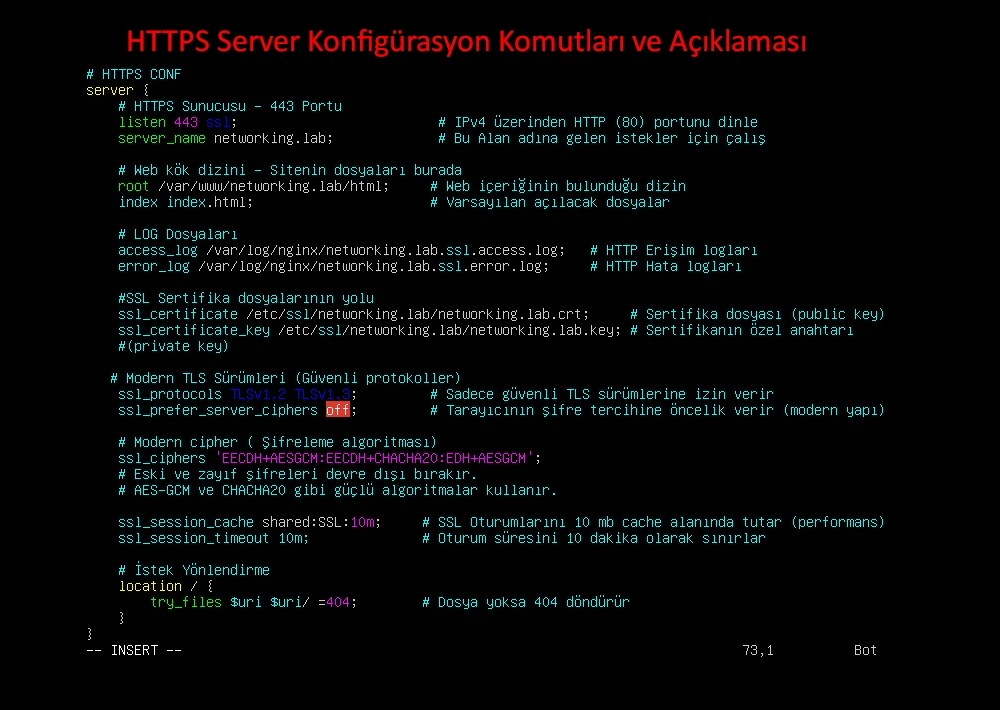 HTTPS Server Konfigürasyon Komutları ve Açıklaması
# HTTPS CONF
server {
# HTTPS Sunucusu - 443 Portu
listen 443 ssl; # IPv4 üzerinden HTTP (80) portunu dinle
server_name networking.lab; # Bu Alan adına gelen istekler için çalış
# Web kök dizini - Sitenin dosyaları burada
root /var/www/networking.lab/html; # Web içeriğinin bulunduğu dizin
index index.html; # Varsayılan açılacak dosyalar
# LOG Dosyaları
access_log /var/log/nginx/networking.lab.ssl.access.log; # HTTP Erişim logları
error_log /var/log/nginx/networking.lab.ssl.error.log; # HTTP Hata logları
#SSL Sertifika dosyalarının yolu
ssl_certificate /etc/ssl/networking.lab/networking.lab.crt; # Sertifika dosyası (public key)
ssl_certificate_key /etc/ssl/networking.lab/networking.lab.key; # Sertifikanın özel anahtarı
#(private key)
# Modern TLS Sürümleri (Güvenli protokoller)
ssl_protocols TLSv1.2 TLSv1.3; # Sadece güvenli TLS sürümlerine izin verir
ssl_prefer_server_ciphers off; # Tarayıcının şifre tercihine öncelik verir (modern yapı)
# Modern cipher ( Şifreleme algoritması)
ssl_ciphers 'EECDH+AESGCM:EECDH+CHACHA20:EDH+AESGCM';
# Eski ve zayıf şifreleri devre dışı bırakır.
# AES-GCM ve CHACHA20 gibi güçlü algoritmalar kullanır.
ssl_session_cache shared:SSL:10m; # SSL Oturumlarını 10 mb cache alanında tutar (performans)
ssl_session_timeout 10m; # Oturum süresini 10 dakika olarak sınırlar
# İstek Yönlendirme
location / {
try_files $uri $uri/ =404; # Dosya yoksa 404 döndürür
}
}
-- INSERT -- 73,1 Bot